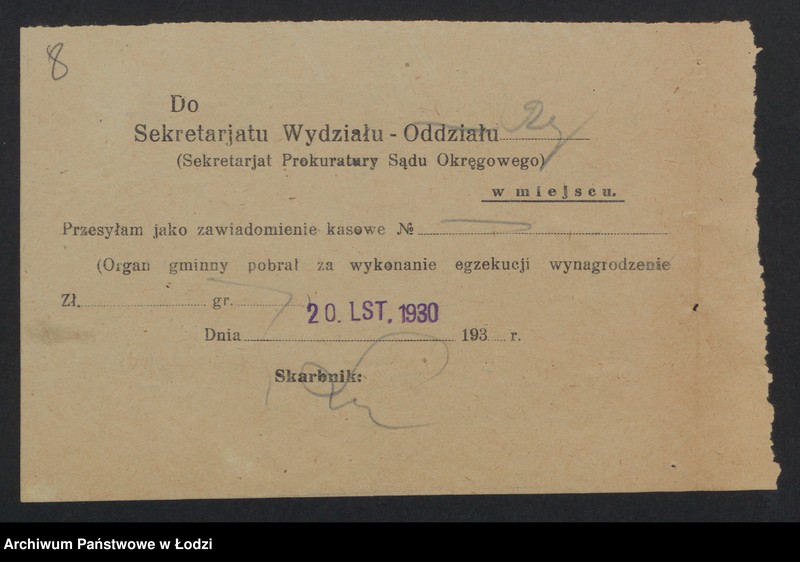 8
Do
Sekretarjatu Wydziału - Oddziału
(Sekretarjat Prokuratury Sądu Okręgowego)
w miejscu.
Przesyłam jako zawiadomienie kasowe №
(Organ gminny pobrał za wykonanie egzekucji wynagrodzenie
Zł. gr. )
20. LST. 1930
Dnia 193 r.
Skarbnik:
Archiwum Państwowe w Łodzi